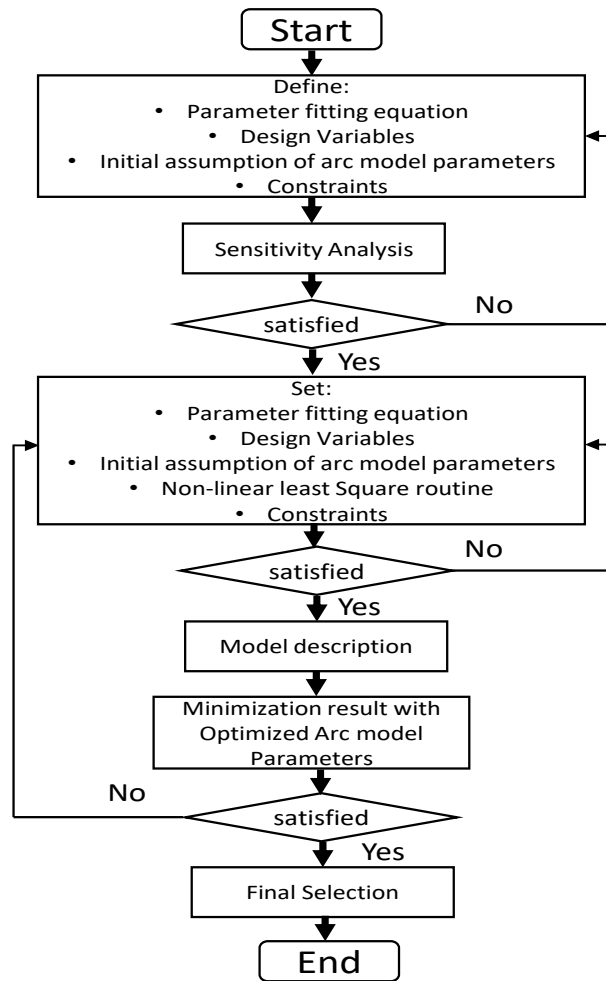 Start
Define:
• Parameter fitting equation
• Design Variables
• Initial assumption of arc model parameters
• Constraints
Sensitivity Analysis
satisfied
No
Yes
Set:
• Parameter fitting equation
• Design Variables
• Initial assumption of arc model parameters
• Non-linear least Square routine
• Constraints
satisfied
No
Yes
Model description
Minimization result with
Optimized Arc model
Parameters
No
satisfied
Yes
Final Selection
End